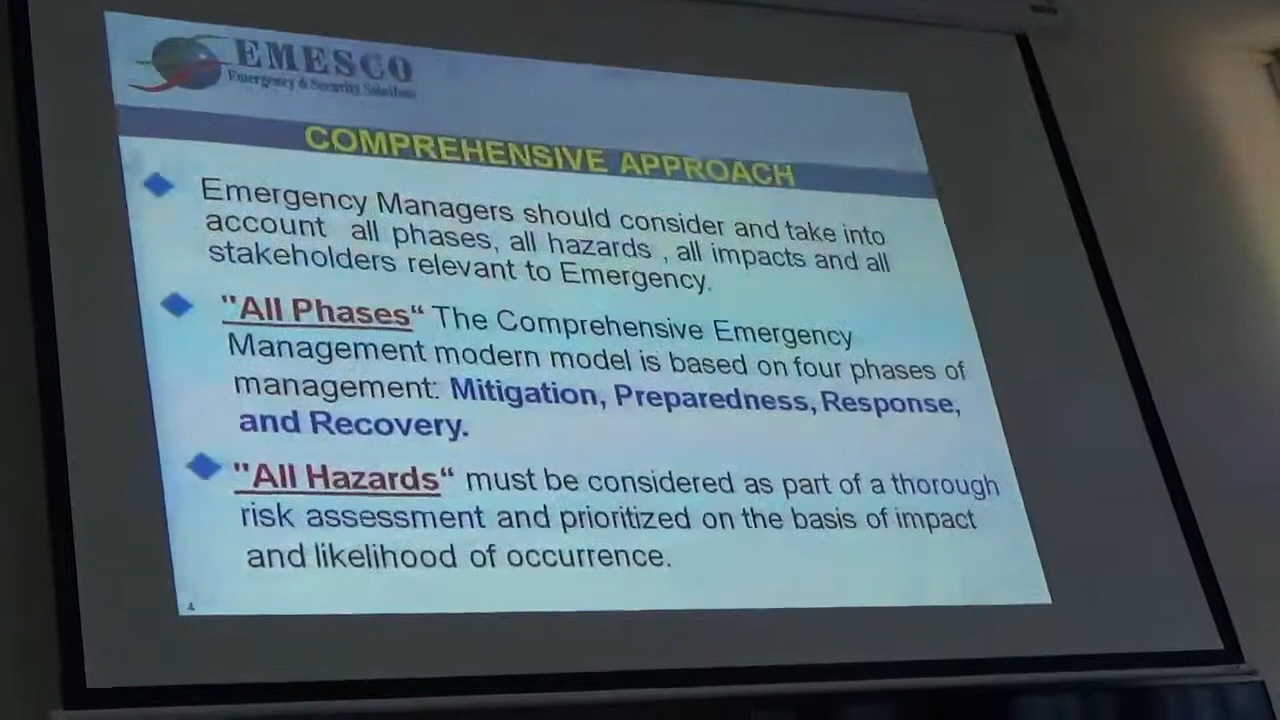 EMESCO
Emergency & Security Solutions
COMPREHENSIVE APPROACH
Emergency Managers should consider and take into
account all phases, all hazards , all impacts and all
stakeholders relevant to Emergency.
"All Phases“ The Comprehensive Emergency
Management modern model is based on four phases of
management: Mitigation, Preparedness, Response,
and Recovery.
"All Hazards“ must be considered as part of a thorough
risk assessment and prioritized on the basis of impact
and likelihood of occurrence.
4